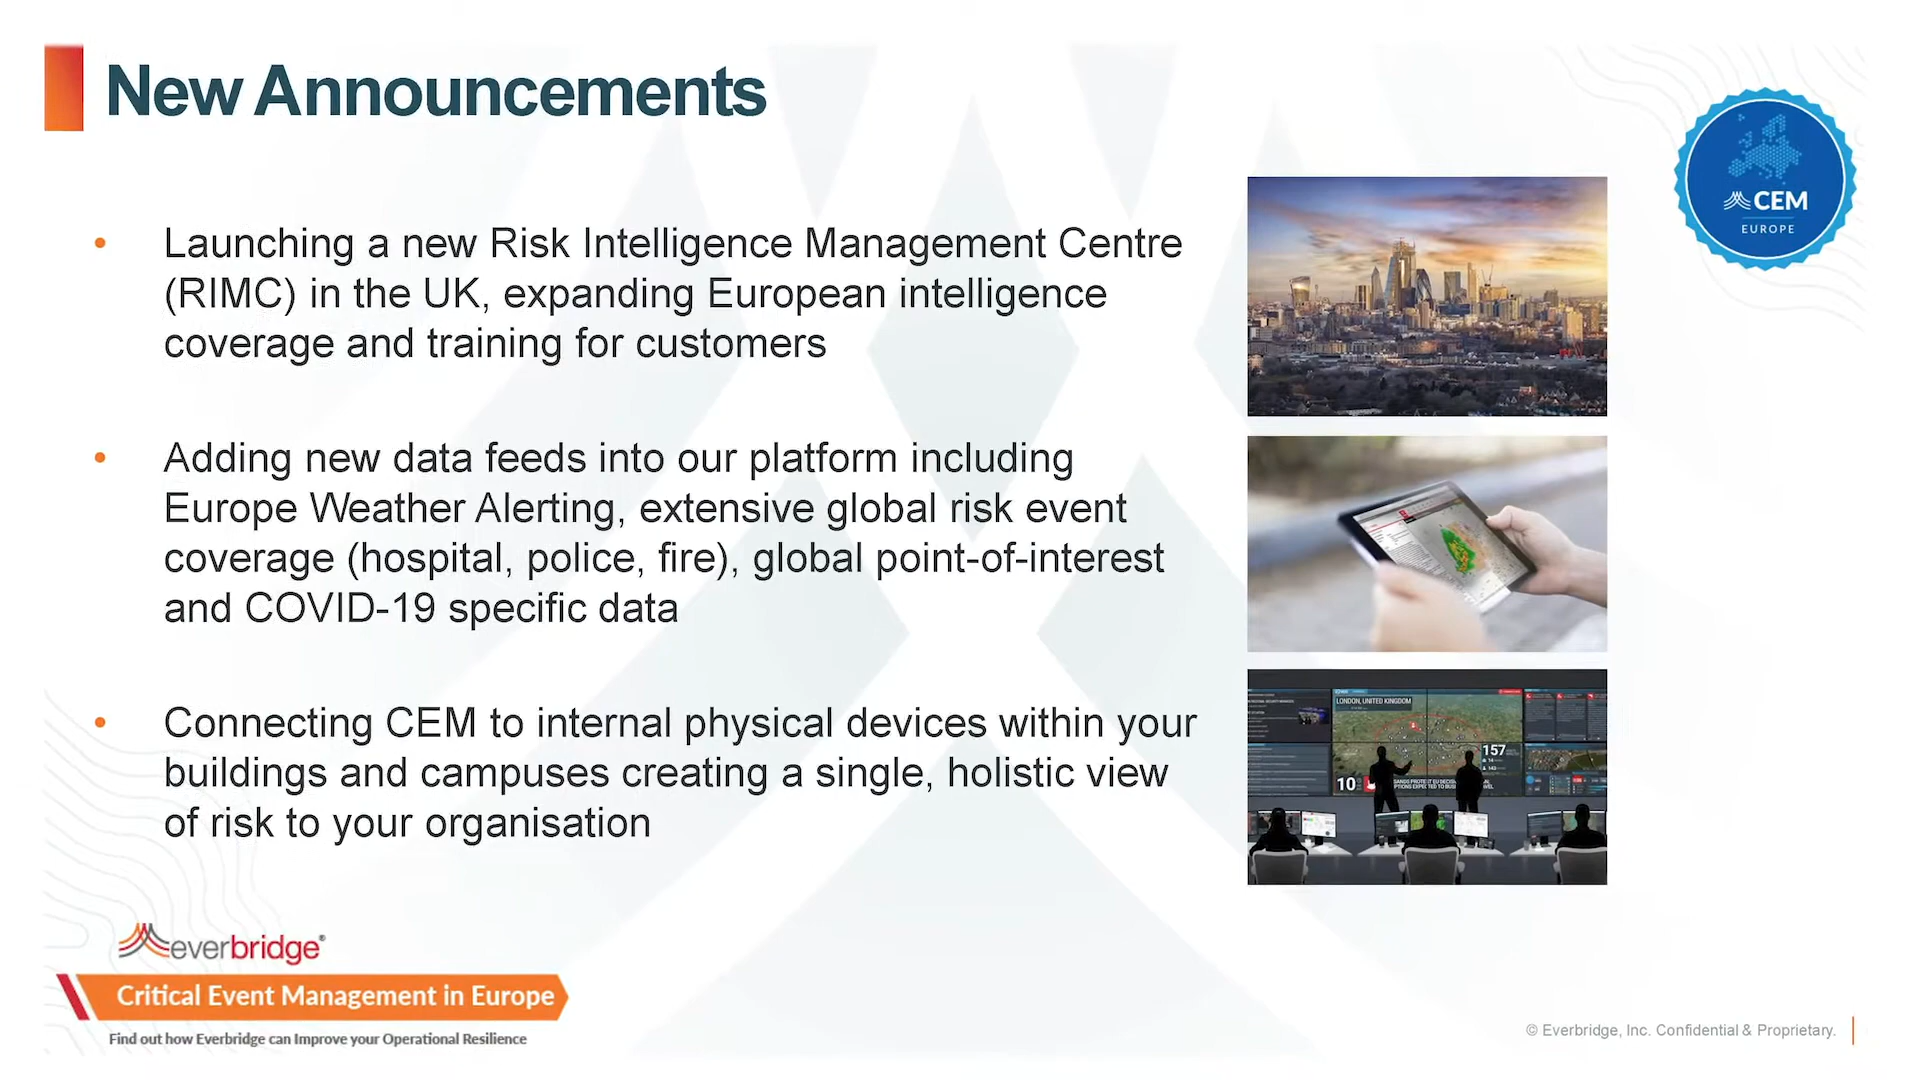 New Announcements
CEM
EUROPE
• Launching a new Risk Intelligence Management Centre
(RIMC) in the UK, expanding European intelligence
coverage and training for customers
• Adding new data feeds into our platform including
Europe Weather Alerting, extensive global risk event
coverage (hospital, police, fire), global point-of-interest
and COVID-19 specific data
• Connecting CEM to internal physical devices within your
buildings and campuses creating a single, holistic view
of risk to your organisation
LONDON, UNITED KINGDOM
157
10
everbridge®
Critical Event Management in Europe
Find out how Everbridge can Improve your Operational Resilience
© Everbridge, Inc. Confidential & Proprietary.